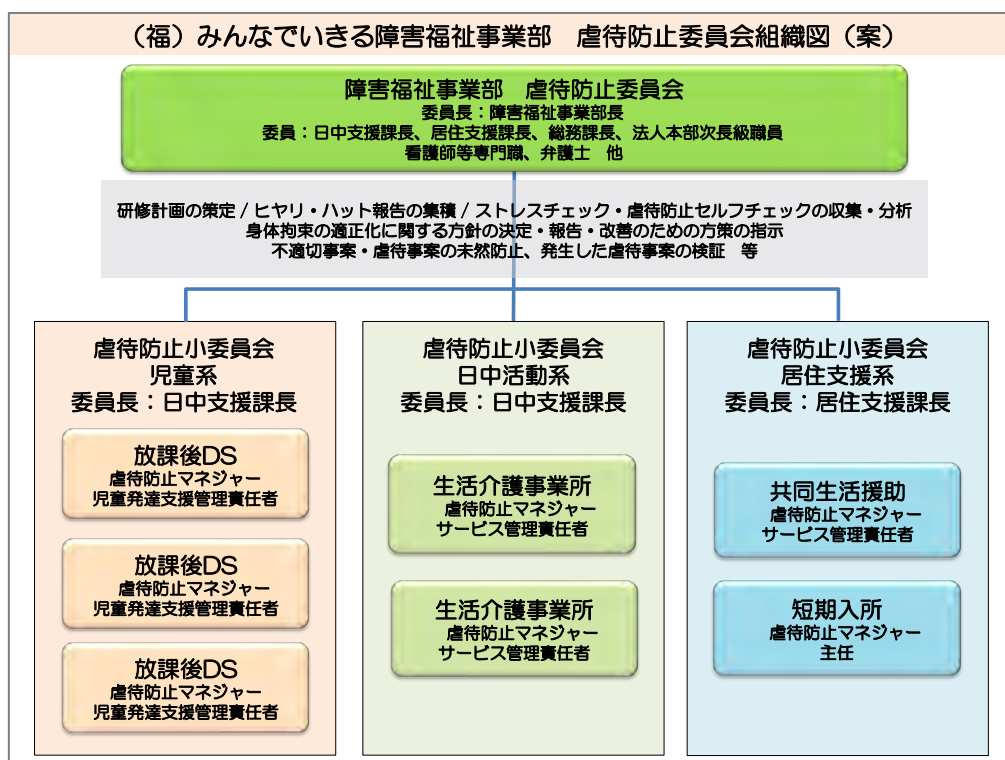 （福）みんなでいきる障害福祉事業部　虐待防止委員会組織図（案）
障害福祉事業部　虐待防止委員会
委員長：障害福祉事業部長
委員：日中支援課長、居住支援課長、総務課長、法人本部次長級職員
看護師等専門職、弁護士　他
研修計画の策定 / ヒヤリ・ハット報告の集積 / ストレスチェック・虐待防止セルフチェックの収集・分析
身体拘束の適正化に関する方針の決定・報告・改善のための方策の指示
不適切事案・虐待事案の未然防止、発生した虐待事案の検証　等
虐待防止小委員会
児童系
委員長：日中支援課長
放課後DS
虐待防止マネジャー
児童発達支援管理責任者
放課後DS
虐待防止マネジャー
児童発達支援管理責任者
放課後DS
虐待防止マネジャー
児童発達支援管理責任者
虐待防止小委員会
日中活動系
委員長：日中支援課長
生活介護事業所
虐待防止マネジャー
サービス管理責任者
生活介護事業所
虐待防止マネジャー
サービス管理責任者
虐待防止小委員会
居住支援系
委員長：居住支援課長
共同生活援助
虐待防止マネジャー
サービス管理責任者
短期入所
虐待防止マネジャー
主任